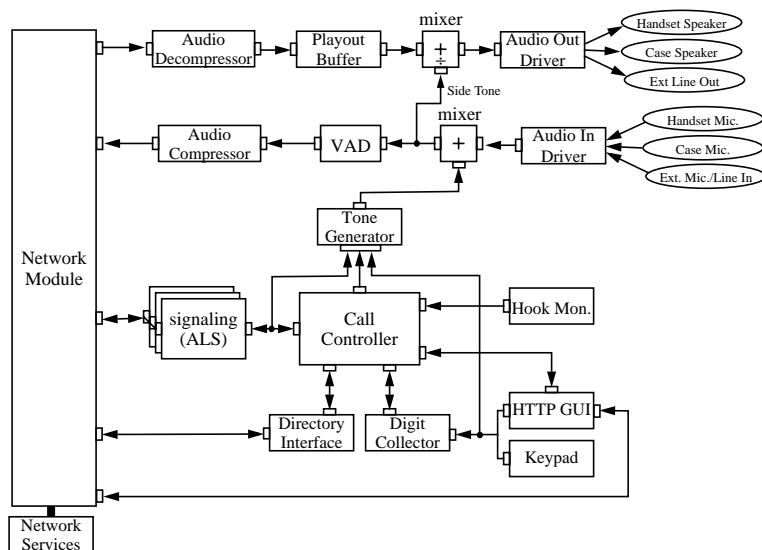 mixer
Audio
Decompressor
Playout
Buffer
+
÷
Audio Out
Driver
Handset Speaker
Case Speaker
Ext Line Out
Side Tone
mixer
Audio
Compressor
VAD
+
Audio In
Driver
Handset Mic.
Case Mic.
Ext. Mic./Line In
Tone
Generator
Network
Module
signaling
(ALS)
Call
Controller
Hook Mon.
Directory
Interface
Digit
Collector
HTTP GUI
Keypad
Network
Services